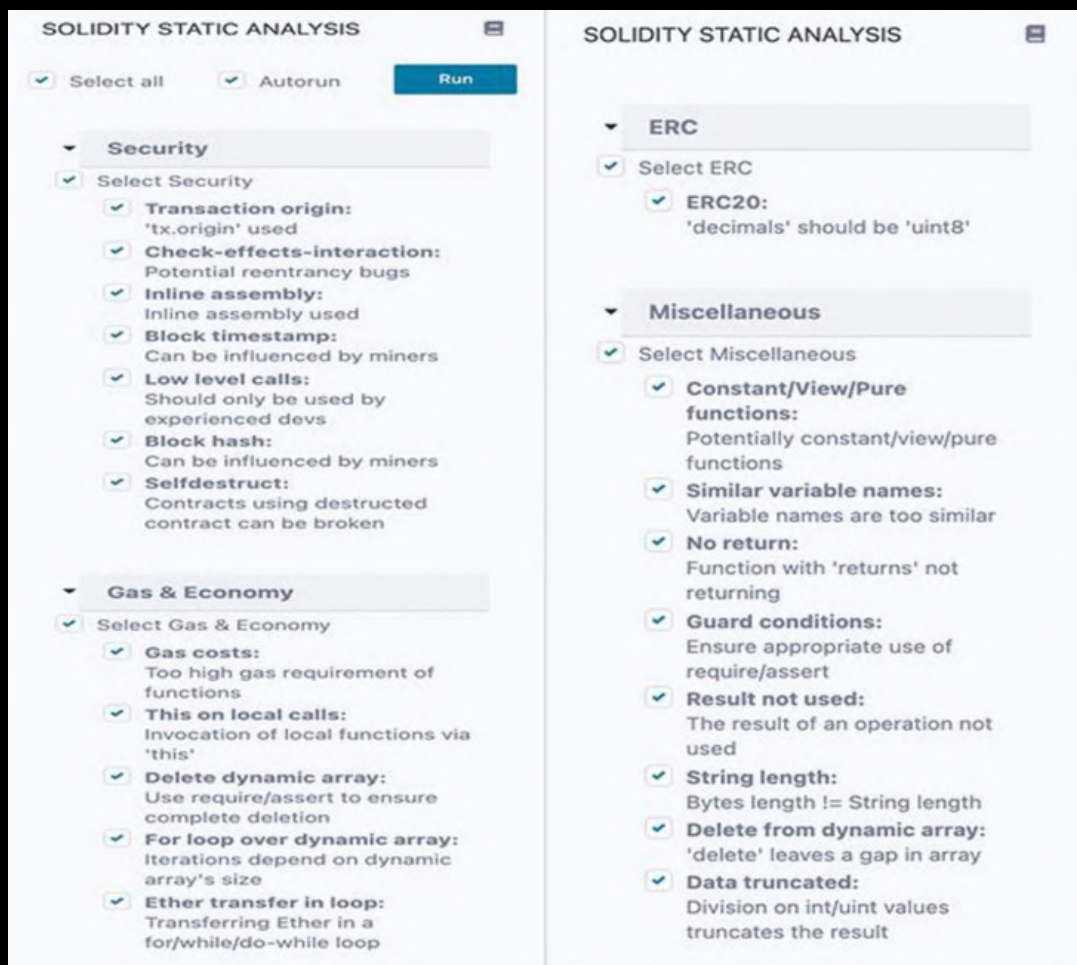 SOLIDITY STATIC ANALYSIS
Select all
Autorun
Run
Security
Select Security
Transaction origin:
'tx.origin' used
Check-effects-interaction:
Potential reentrancy bugs
Inline assembly:
Inline assembly used
Block timestamp:
Can be influenced by miners
Low level calls:
Should only be used by
experienced devs
Block hash:
Can be influenced by miners
Selfdestruct:
Contracts using destructed
contract can be broken
Gas & Economy
Select Gas & Economy
Gas costs:
Too high gas requirement of
functions
This on local calls:
Invocation of local functions via
'this'
Delete dynamic array:
Use require/assert to ensure
complete deletion
For loop over dynamic array:
Iterations depend on dynamic
array's size
Ether transfer in loop:
Transferring Ether in a
for/while/do-while loop
SOLIDITY STATIC ANALYSIS
ERC
Select ERC
ERC20:
'decimals' should be 'uint8'
Miscellaneous
Select Miscellaneous
Constant/View/Pure
functions:
Potentially constant/view/pure
functions
Similar variable names:
Variable names are too similar
No return:
Function with 'returns' not
returning
Guard conditions:
Ensure appropriate use of
require/assert
Result not used:
The result of an operation not
used
String length:
Bytes length != String length
Delete from dynamic array:
'delete' leaves a gap in array
Data truncated:
Division on int/uint values
truncates the result